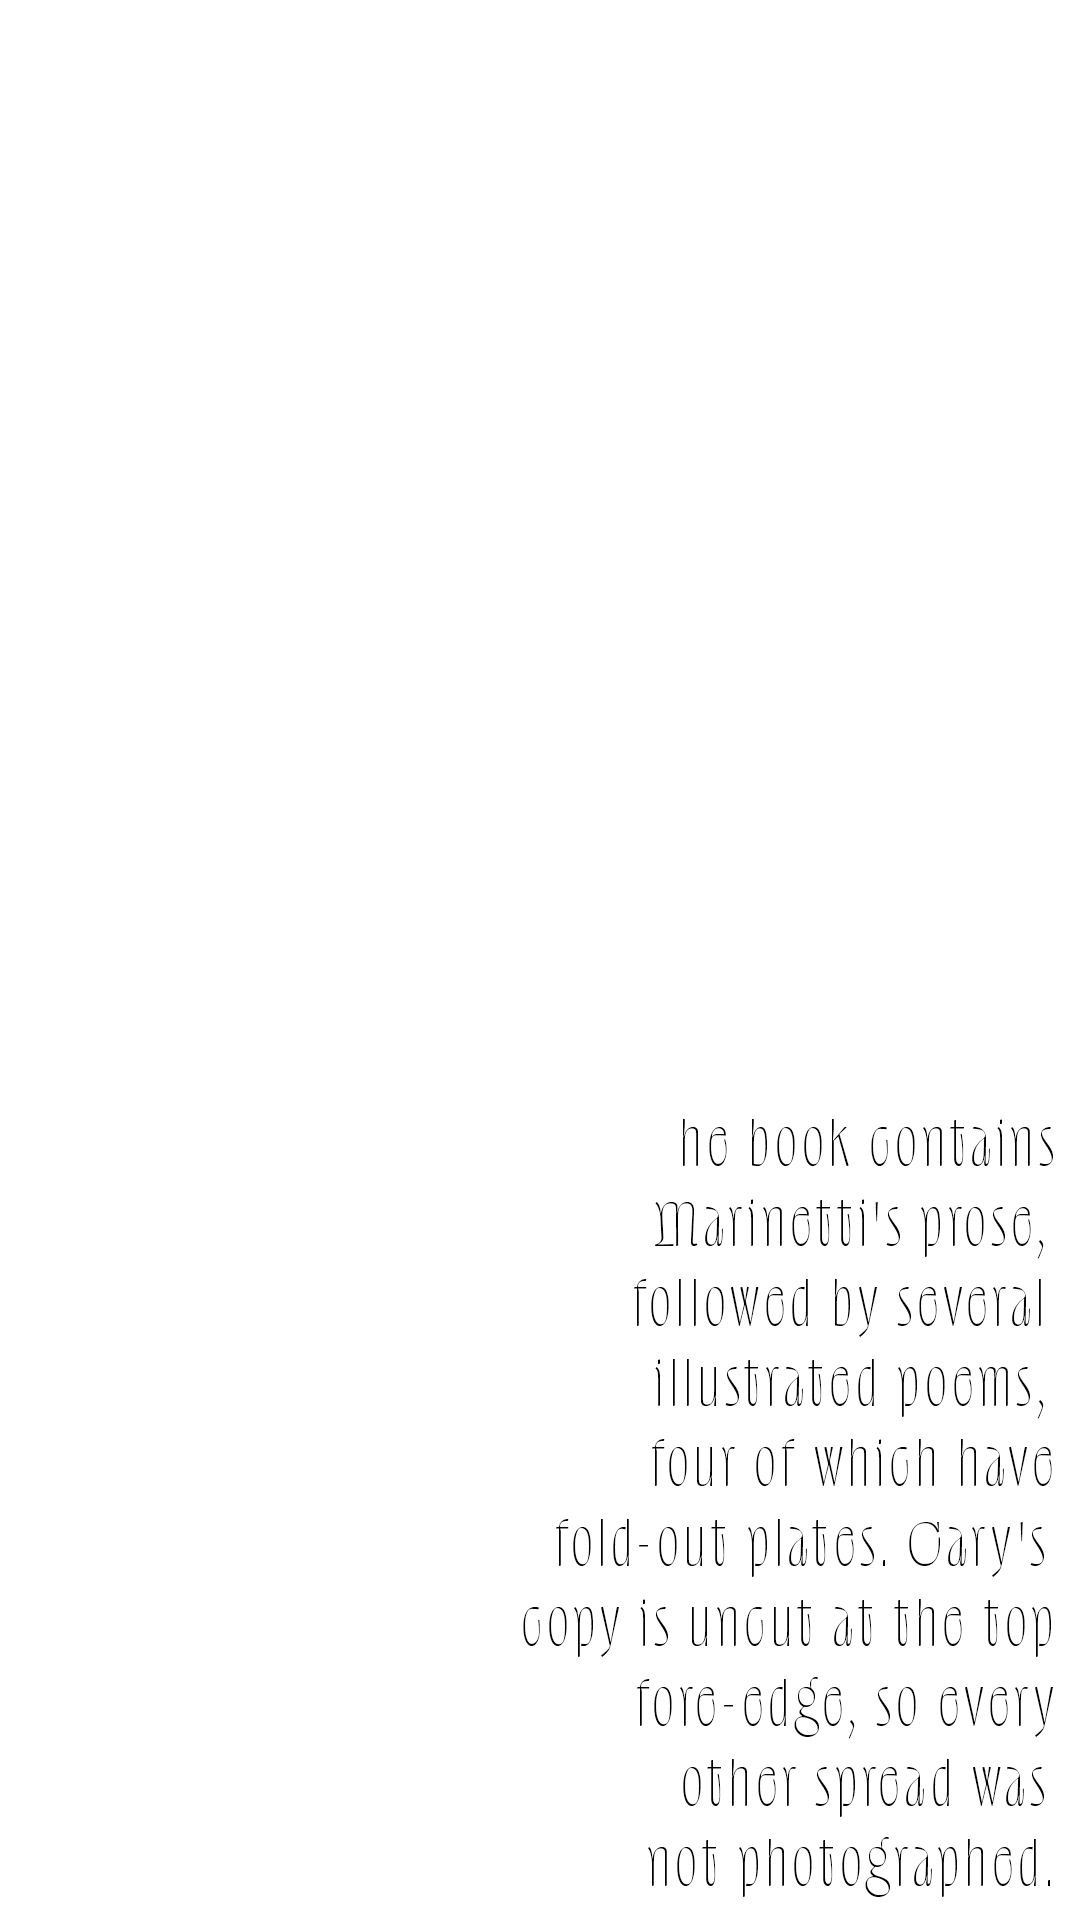 he book contains
Marinetti's prose,
followed by several
illustrated poems,
four of which have
fold-out plates. Cary's
copy is uncut at the top
fore-edge, so every
other spread was
not photographed.